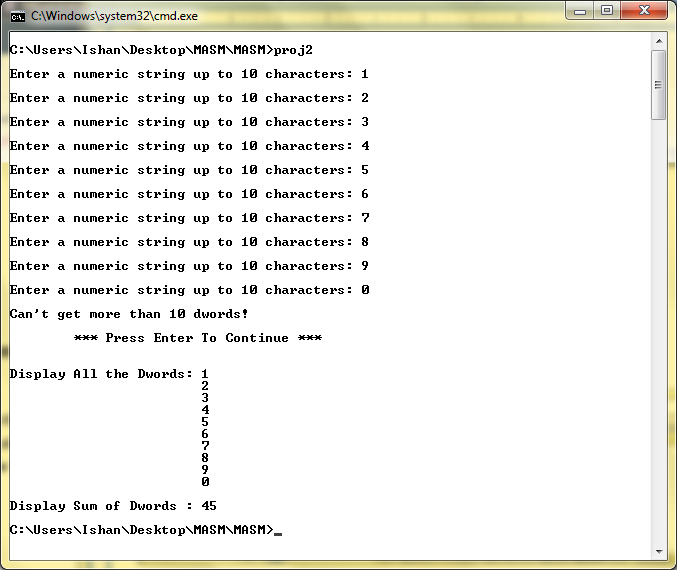 C:\Windows\system32\cmd.exe
C:\Users\Ishan\Desktop\MASM\MASM>proj2
Enter a numeric string up to 10 characters: 1
Enter a numeric string up to 10 characters: 2
Enter a numeric string up to 10 characters: 3
Enter a numeric string up to 10 characters: 4
Enter a numeric string up to 10 characters: 5
Enter a numeric string up to 10 characters: 6
Enter a numeric string up to 10 characters: 7
Enter a numeric string up to 10 characters: 8
Enter a numeric string up to 10 characters: 9
Enter a numeric string up to 10 characters: 0
Can't get more than 10 dwords!
*** Press Enter To Continue ***
Display All the Dwords: 1
2
3
4
5
6
7
8
9
0
Display Sum of Dwords : 45
C:\Users\Ishan\Desktop\MASM\MASM>_